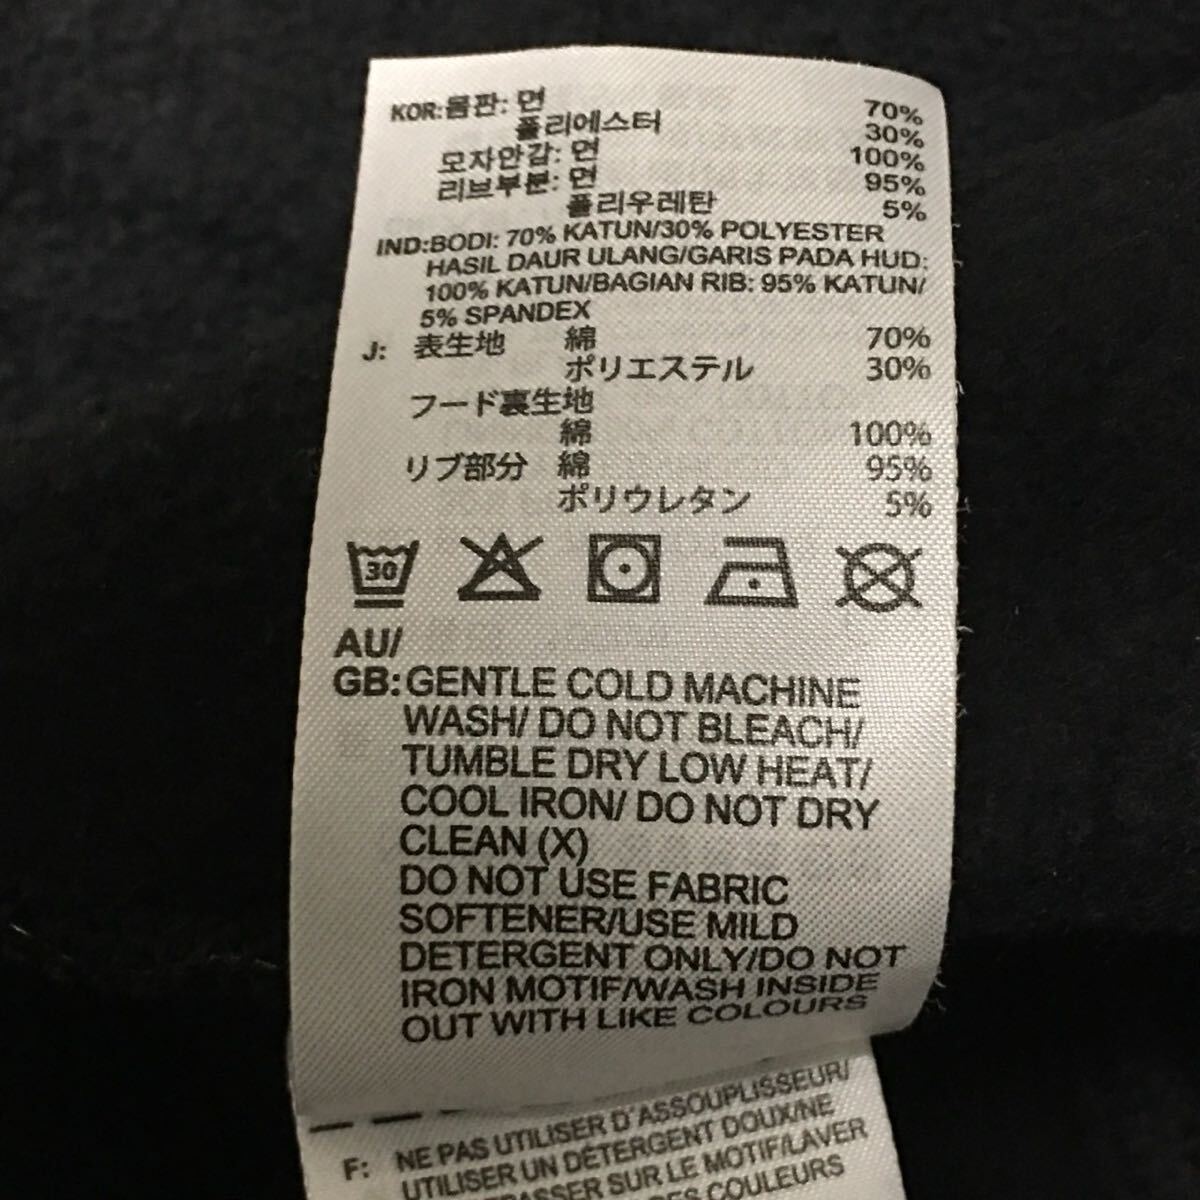 KOR:몸판: 면 70%
폴리에스터 30%
모자안감: 면 100%
리브부분: 면 95%
폴리우레탄 5%
IND:BODI: 70% KATUN/30% POLYESTER
HASIL DAUR ULANG/GARIS PADA HUD:
100% KATUN/BAGIAN RIB: 95% KATUN/
5% SPANDEX
J: 表生地 綿 70%
ポリエステル 30%
フード裏生地
綿 100%
リブ部分 綿 95%
ポリウレタン 5%
30
AU/
GB:GENTLE COLD MACHINE
WASH/ DO NOT BLEACH/
TUMBLE DRY LOW HEAT/
COOL IRON/ DO NOT DRY
CLEAN (X)
DO NOT USE FABRIC
SOFTENER/USE MILD
DETERGENT ONLY/DO NOT
IRON MOTIF/WASH INSIDE
OUT WITH LIKE COLOURS
F: NE PAS UTILISER D'ASSOUPLISSEUR/
UTILISER UN DÉTERGENT DOUX/NE
SUR LE MOTIF/LAVER
COULEURS